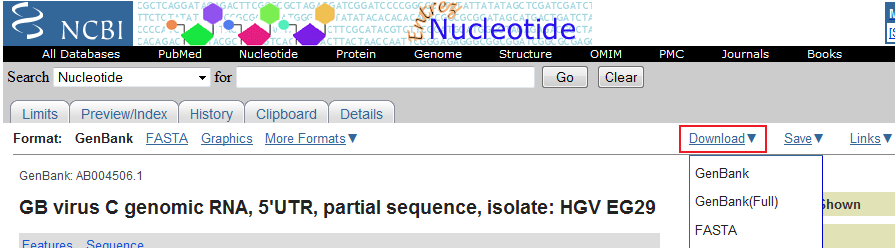 NCBI
Entrez
Nucleotide
All Databases PubMed Nucleotide Protein Genome Structure OMIM PMC Journals Books
Search Nucleotide for Go Clear
Limits Preview/Index History Clipboard Details
Format: GenBank FASTA Graphics More Formats▼ Download▼ Save▼ Links▼
GenBank: AB004506.1
GenBank
GB virus C genomic RNA, 5'UTR, partial sequence, isolate: HGV EG29
GenBank(Full)
Shown
FASTA
Features Sequence